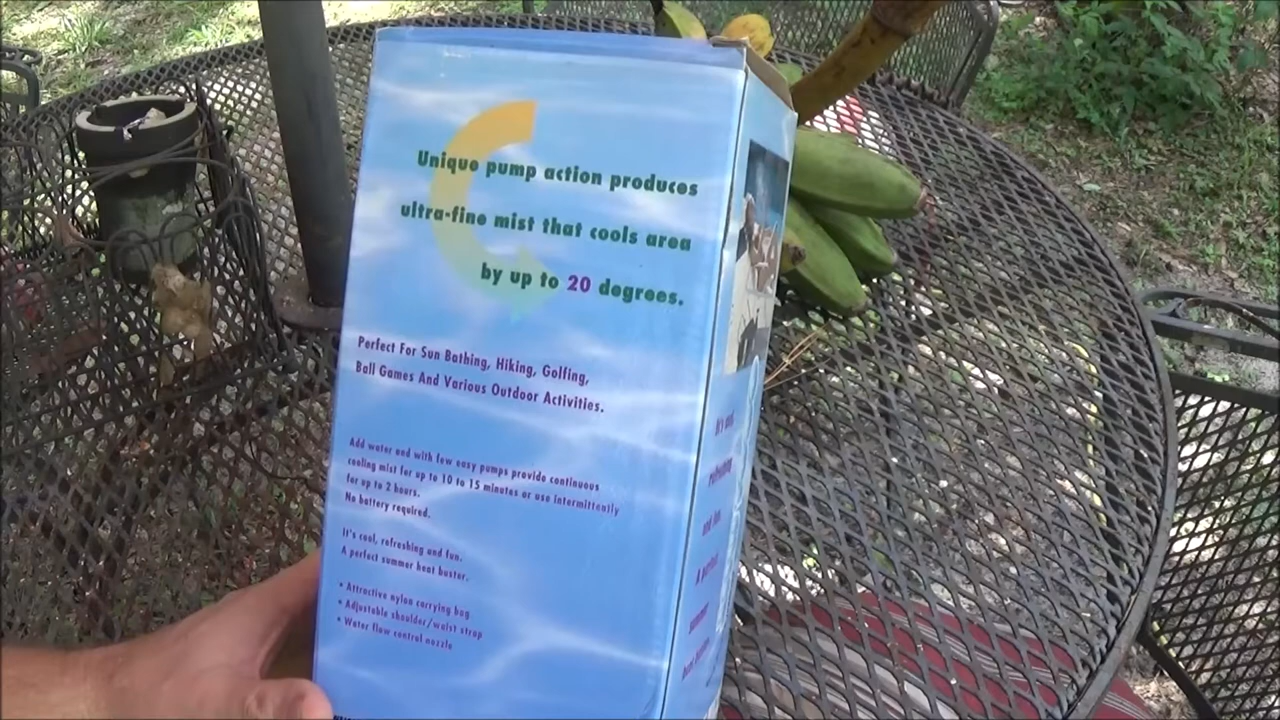 Unique pump action produces
ultra-fine mist that cools area
by up to 20 degrees.
Perfect For Sun Bathing, Hiking, Golfing,
Ball Games And Various Outdoor Activities.
Add water and with few easy pumps provide continuous
cooling mist for up to 10 to 15 minutes or use intermittently
for up to 2 hours.
No battery required.
It's cool, refreshing and fun.
A perfect summer heat buster.
• Attractive nylon carrying bag
• Adjustable shoulder/waist strap
• Water flow control nozzle
It's cool,
refreshing
and fun.
A perfect
summer
heat buster.